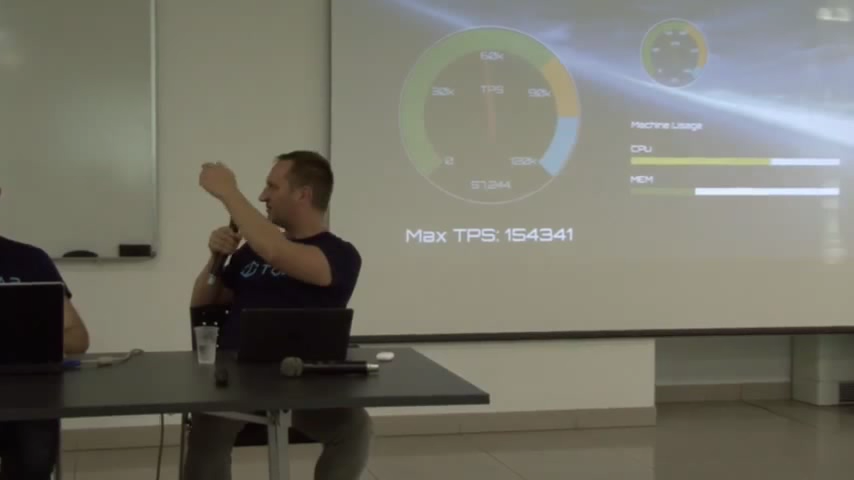 60k
30k
TPS
90k
0
120k
57,244
Max TPS: 154341
Machine Usage
CPU
MEM